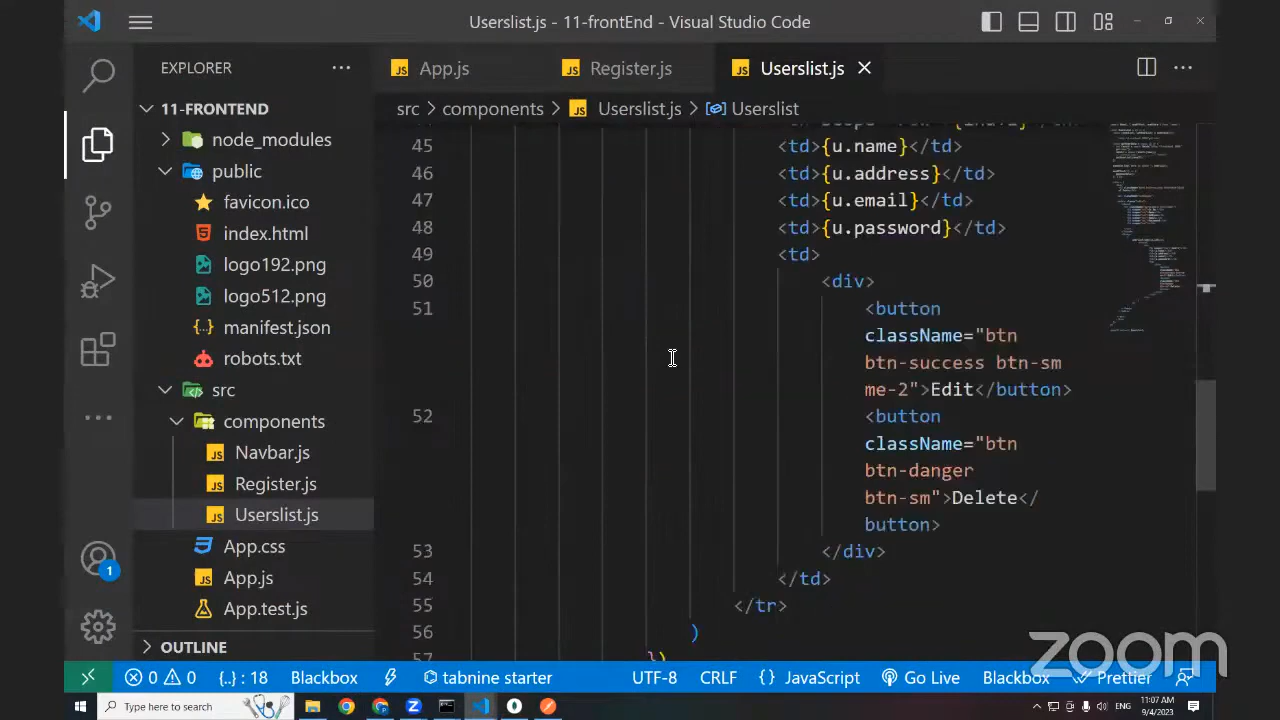 Userslist.js - 11-frontEnd - Visual Studio Code
EXPLORER
App.js
Register.js
Userslist.js
11-FRONTEND
src > components > Userslist.js > Userslist
node_modules
public
favicon.ico
index.html
logo192.png
logo512.png
manifest.json
robots.txt
src
components
Navbar.js
Register.js
Userslist.js
App.css
App.js
App.test.js
OUTLINE
1
45 <td>{u.name}</td>
46 <td>{u.address}</td>
47 <td>{u.email}</td>
48 <td>{u.password}</td>
49 <td>
50 <div>
51 <button
className="btn
btn-success btn-sm
me-2">Edit</button>
52 <button
className="btn
btn-danger
btn-sm">Delete</
button>
53 </div>
54 </td>
55 </tr>
56 )
57 })
zoom
0 0 {..} : 18 Blackbox tabnine starter UTF-8 CRLF {} JavaScript Go Live Blackbox Prettier
Type here to search
11:07 AM
9/4/2023